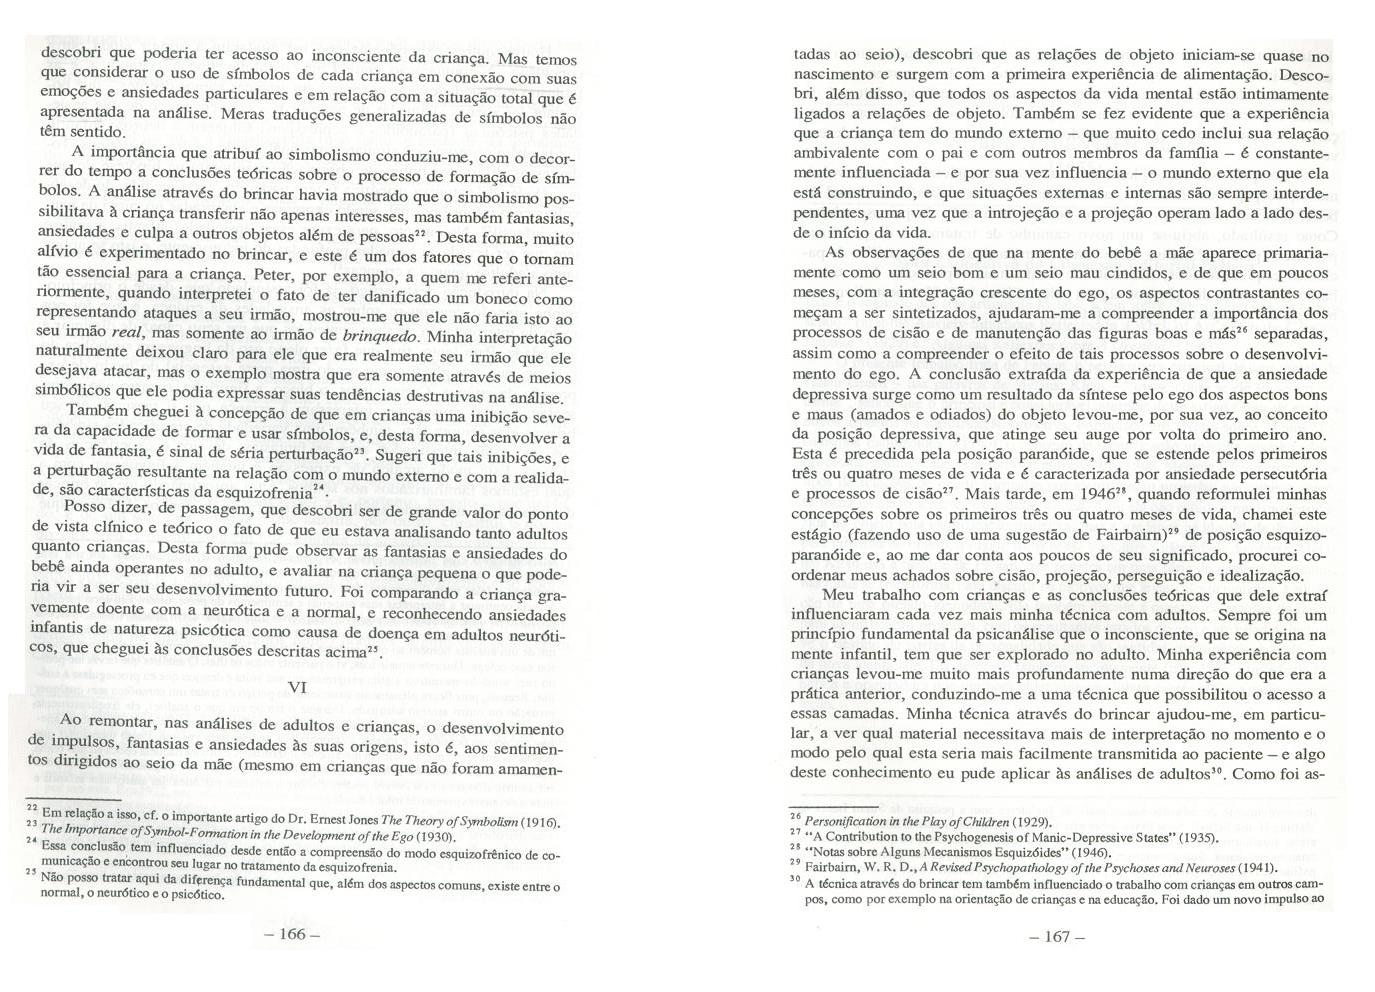 descobri que poderia ter acesso ao inconsciente da criança. Mas temos
que considerar o uso de símbolos de cada criança em conexão com suas
emoções e ansiedades particulares e em relação com a situação total que é
apresentada na análise. Meras traduções generalizadas de símbolos não
têm sentido.
A importância que atribuí ao simbolismo conduziu-me, com o decor-
rer do tempo a conclusões teóricas sobre o processo de formação de sím-
bolos. A análise através do brincar havia mostrado que o simbolismo pos-
sibilitava à criança transferir não apenas interesses, mas também fantasias,
ansiedades e culpa a outros objetos além de pessoas²². Desta forma, muito
alívio é experimentado no brincar, e este é um dos fatores que o tornam
tão essencial para a criança. Peter, por exemplo, a quem me referi ante-
riormente, quando interpretei o fato de ter danificado um boneco como
representando ataques a seu irmão, mostrou-me que ele não faria isto ao
seu irmão real, mas somente ao irmão de brinquedo. Minha interpretação
naturalmente deixou claro para ele que era realmente seu irmão que ele
desejava atacar, mas o exemplo mostra que era somente através de meios
simbólicos que ele podia expressar suas tendências destrutivas na análise.
Também cheguei à concepção de que em crianças uma inibição seve-
ra da capacidade de formar e usar símbolos, e, desta forma, desenvolver a
vida de fantasia, é sinal de séria perturbação²³. Sugeri que tais inibições, e
a perturbação resultante na relação com o mundo externo e com a realida-
de, são características da esquizofrenia²⁴.
Posso dizer, de passagem, que descobri ser de grande valor do ponto
de vista clínico e teórico o fato de que eu estava analisando tanto adultos
quanto crianças. Desta forma pude observar as fantasias e ansiedades do
bebê ainda operantes no adulto, e avaliar na criança pequena o que pode-
ria vir a ser seu desenvolvimento futuro. Foi comparando a criança gra-
vemente doente com a neurótica e a normal, e reconhecendo ansiedades
infantis de natureza psicótica como causa de doença em adultos neuróti-
cos, que cheguei às conclusões descritas acima²⁵.
VI
Ao remontar, nas análises de adultos e crianças, o desenvolvimento
de impulsos, fantasias e ansiedades às suas origens, isto é, aos sentimen-
tos dirigidos ao seio da mãe (mesmo em crianças que não foram amamen-
²² Em relação a isso, cf. o importante artigo do Dr. Ernest Jones The Theory of Symbolism (1916).
²³ The Importance of Symbol-Formation in the Development of the Ego (1930).
²⁴ Essa conclusão tem influenciado desde então a compreensão do modo esquizofrênico de co-
municação e encontrou seu lugar no tratamento da esquizofrenia.
²⁵ Não posso tratar aqui da diferença fundamental que, além dos aspectos comuns, existe entre o
normal, o neurótico e o psicótico.
– 166 –
tadas ao seio), descobri que as relações de objeto iniciam-se quase no
nascimento e surgem com a primeira experiência de alimentação. Desco-
bri, além disso, que todos os aspectos da vida mental estão intimamente
ligados a relações de objeto. Também se fez evidente que a experiência
que a criança tem do mundo externo – que muito cedo inclui sua relação
ambivalente com o pai e com outros membros da família – é constante-
mente influenciada – e por sua vez influencia – o mundo externo que ela
está construindo, e que situações externas e internas são sempre interde-
pendentes, uma vez que a introjeção e a projeção operam lado a lado des-
de o início da vida.
As observações de que na mente do bebê a mãe aparece primaria-
mente como um seio bom e um seio mau cindidos, e de que em poucos
meses, com a integração crescente do ego, os aspectos contrastantes co-
meçam a ser sintetizados, ajudaram-me a compreender a importância dos
processos de cisão e de manutenção das figuras boas e más²⁶ separadas,
assim como a compreender o efeito de tais processos sobre o desenvolvi-
mento do ego. A conclusão extraída da experiência de que a ansiedade
depressiva surge como um resultado da síntese pelo ego dos aspectos bons
e maus (amados e odiados) do objeto levou-me, por sua vez, ao conceito
da posição depressiva, que atinge seu auge por volta do primeiro ano.
Esta é precedida pela posição paranóide, que se estende pelos primeiros
três ou quatro meses de vida e é caracterizada por ansiedade persecutória
e processos de cisão²⁷. Mais tarde, em 1946²⁸, quando reformulei minhas
concepções sobre os primeiros três ou quatro meses de vida, chamei este
estágio (fazendo uso de uma sugestão de Fairbairn)²⁹ de posição esquizo-
paranóide e, ao me dar conta aos poucos de seu significado, procurei co-
ordenar meus achados sobre cisão, projeção, perseguição e idealização.
Meu trabalho com crianças e as conclusões teóricas que dele extraí
influenciaram cada vez mais minha técnica com adultos. Sempre foi um
princípio fundamental da psicanálise que o inconsciente, que se origina na
mente infantil, tem que ser explorado no adulto. Minha experiência com
crianças levou-me muito mais profundamente numa direção do que era a
prática anterior, conduzindo-me a uma técnica que possibilitou o acesso a
essas camadas. Minha técnica através do brincar ajudou-me, em particu-
lar, a ver qual material necessitava mais de interpretação no momento e o
modo pelo qual esta seria mais facilmente transmitida ao paciente – e algo
deste conhecimento eu pude aplicar às análises de adultos³⁰. Como foi as-
²⁶ Personification in the Play of Children (1929).
²⁷ “A Contribution to the Psychogenesis of Manic-Depressive States” (1935).
²⁸ “Notas sobre Alguns Mecanismos Esquizóides” (1946).
²⁹ Fairbairn, W. R. D., A Revised Psychopathology of the Psychoses and Neuroses (1941).
³⁰ A técnica através do brincar tem também influenciado o trabalho com crianças em outros cam-
pos, como por exemplo na orientação de crianças e na educação. Foi dado um novo impulso ao
– 167 –